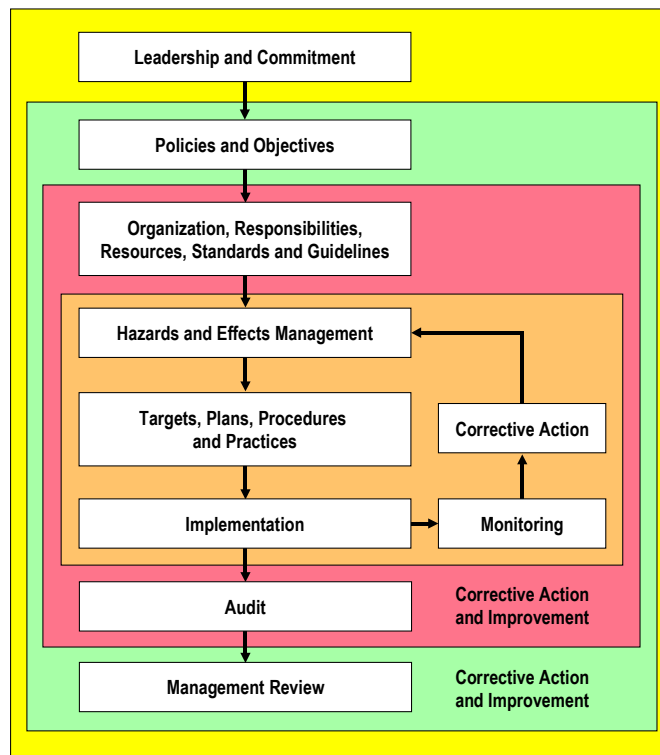 Leadership and Commitment
Policies and Objectives
Organization, Responsibilities,
Resources, Standards and Guidelines
Hazards and Effects Management
Targets, Plans, Procedures
and Practices
Corrective Action
Implementation
Monitoring
Audit
Corrective Action
and Improvement
Management Review
Corrective Action
and Improvement